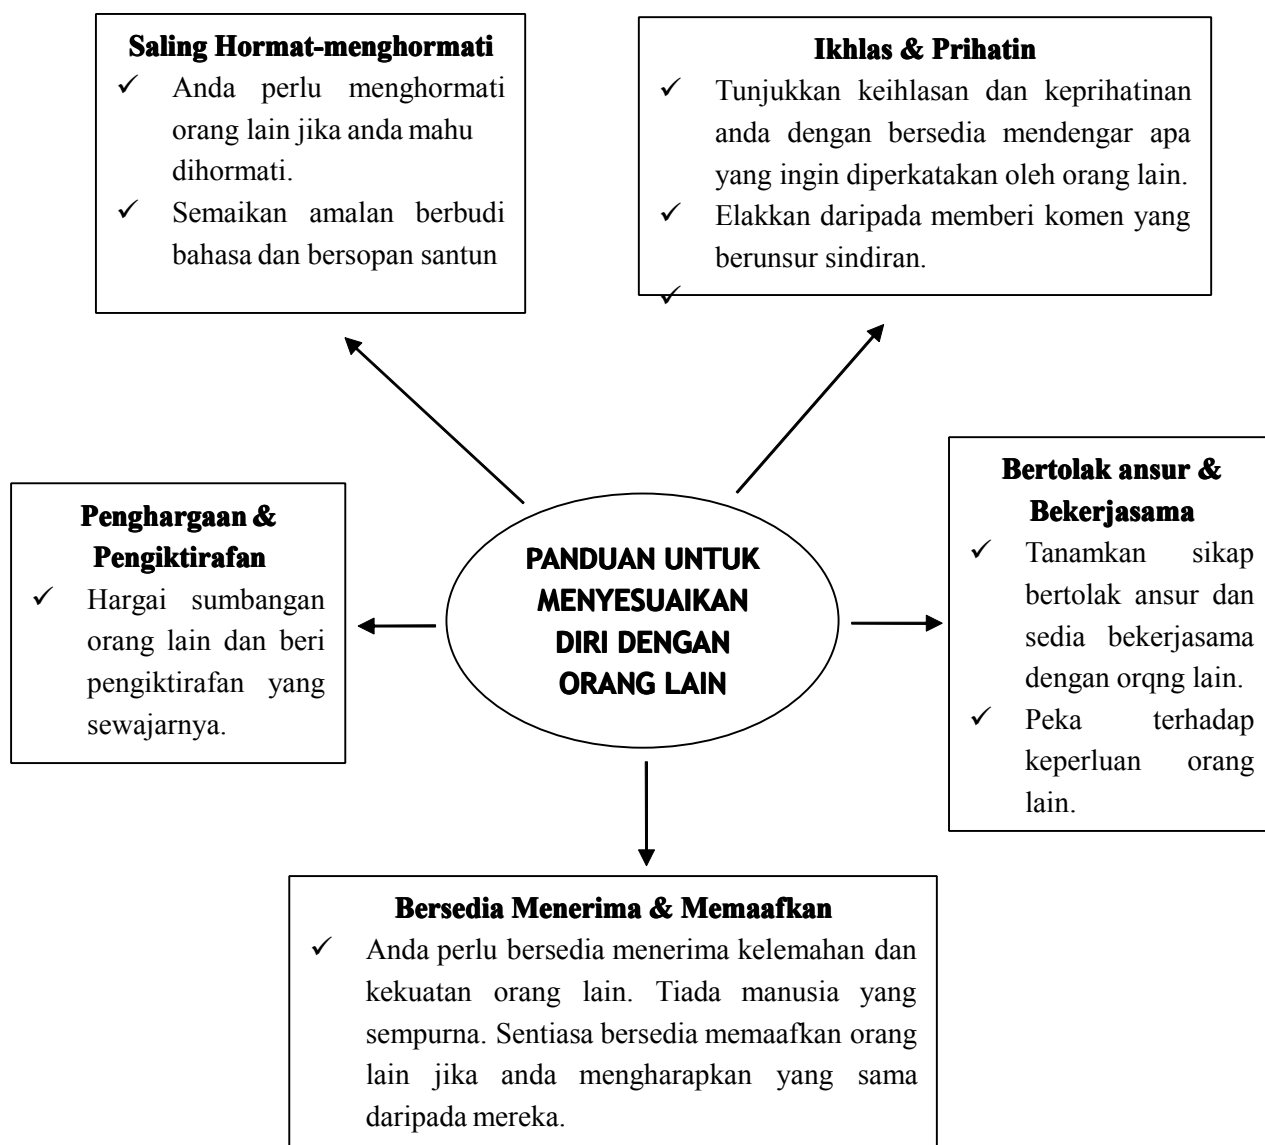 Saling Hormat-menghormati
✓ Anda perlu menghormati
orang lain jika anda mahu
dihormati.
✓ Semaikan amalan berbudi
bahasa dan bersopan santun
Ikhlas & Prihatin
✓ Tunjukkan keihlasan dan keprihatinan
anda dengan bersedia mendengar apa
yang ingin diperkatakan oleh orang lain.
✓ Elakkan daripada memberi komen yang
berunsur sindiran.
✓
Penghargaan &
Pengiktirafan
✓ Hargai sumbangan
orang lain dan beri
pengiktirafan yang
sewajarnya.
PANDUAN UNTUK
MENYESUAIKAN
DIRI DENGAN
ORANG LAIN
Bertolak ansur &
Bekerjasama
✓ Tanamkan sikap
bertolak ansur dan
sedia bekerjasama
dengan orqng lain.
✓ Peka terhadap
keperluan orang
lain.
Bersedia Menerima & Memaafkan
✓ Anda perlu bersedia menerima kelemahan dan
kekuatan orang lain. Tiada manusia yang
sempurna. Sentiasa bersedia memaafkan orang
lain jika anda mengharapkan yang sama
daripada mereka.